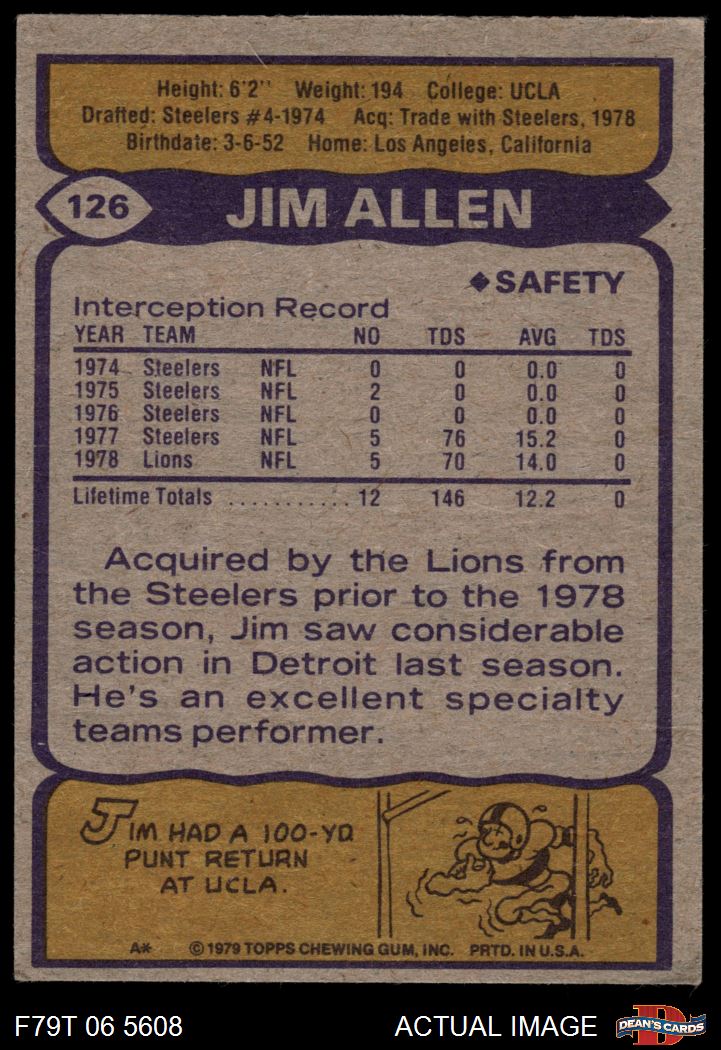 Height: 6'2'' Weight: 194 College: UCLA
Drafted: Steelers #4-1974 Acq: Trade with Steelers, 1978
Birthdate: 3-6-52 Home: Los Angeles, California
126 JIM ALLEN
◆SAFETY
Interception Record
YEAR TEAM NO TDS AVG TDS
1974 Steelers NFL 0 0 0.0 0
1975 Steelers NFL 2 0 0.0 0
1976 Steelers NFL 0 0 0.0 0
1977 Steelers NFL 5 76 15.2 0
1978 Lions NFL 5 70 14.0 0
Lifetime Totals ........... 12 146 12.2 0
Acquired by the Lions from
the Steelers prior to the 1978
season, Jim saw considerable
action in Detroit last season.
He's an excellent specialty
teams performer.
JIM HAD A 100-YD
PUNT RETURN
AT UCLA.
A* © 1979 TOPPS CHEWING GUM, INC. PRTD. IN U.S.A.
F79T 06 5608 ACTUAL IMAGE D DEAN'S CARDS